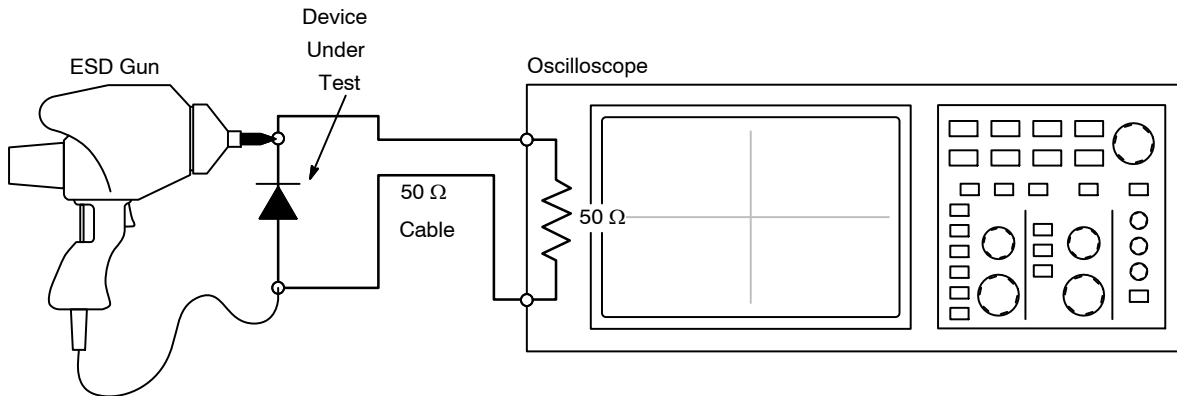 Device
Under
Test
ESD Gun
Oscilloscope
50 Ω
Cable
50 Ω